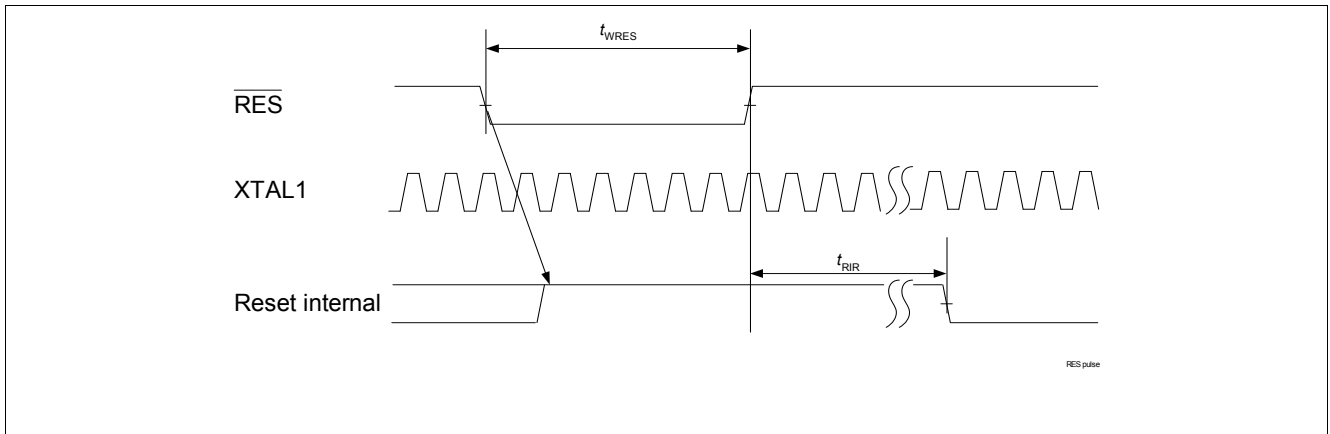 tWRES
RES
XTAL1
tRIR
Reset internal
RES pulse